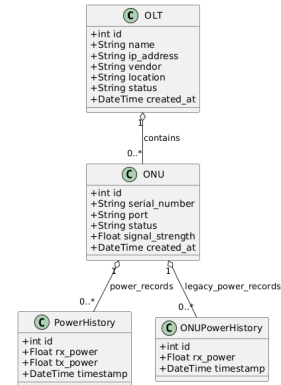 C OLT
+int id
+String name
+String ip_address
+String vendor
+String location
+String status
+DateTime created_at
1
contains
0..*
C ONU
+int id
+String serial_number
+String port
+String status
+Float signal_strength
+DateTime created_at
1 1
power_records legacy_power_records
0..* 0..*
C PowerHistory
+int id
+Float rx_power
+Float tx_power
+DateTime timestamp
C ONUPowerHistory
+int id
+Float rx_power
+DateTime timestamp